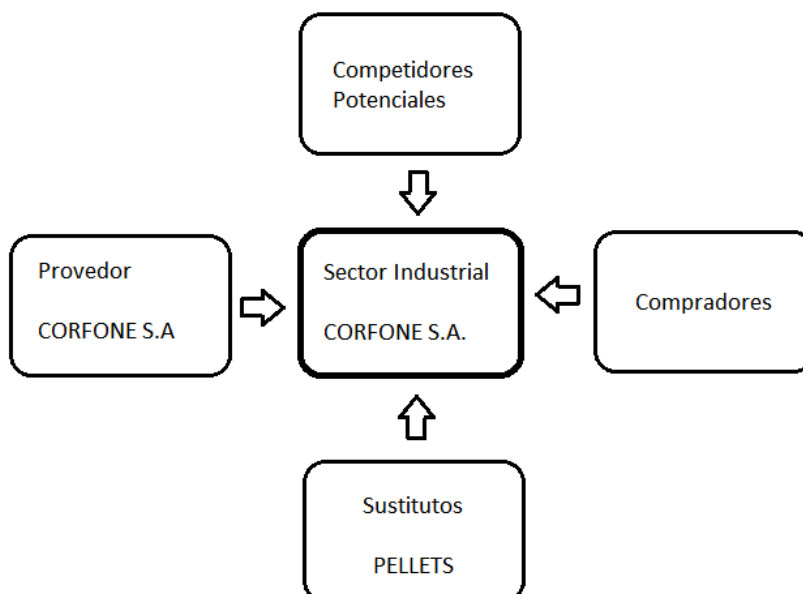 Competidores
Potenciales
Provedor
CORFONE S.A
Sector Industrial
CORFONE S.A.
Compradores
Sustitutos
PELLETS